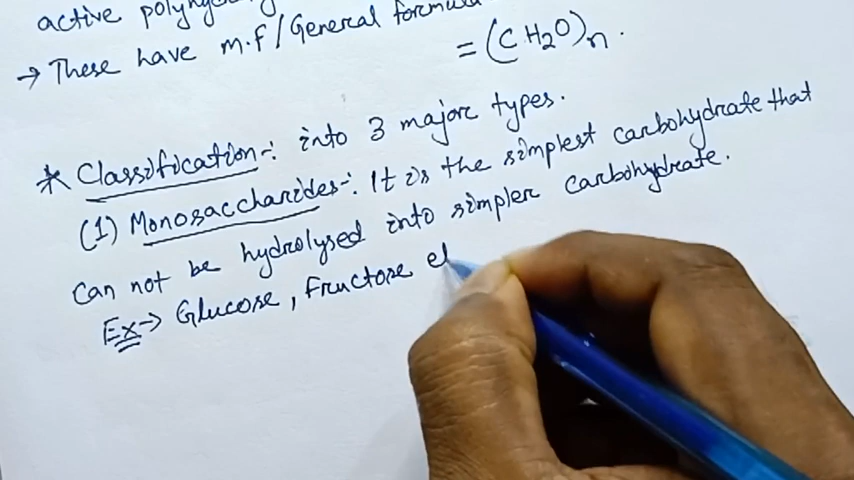 active
→ These have m.f/General formula
= (CH2O)n.
* Classification:- into 3 major types.
(1) Monosaccharides:- It is the simplest carbohydrate that
can not be hydrolysed into simpler carbohydrate.
Ex→ Glucose, Fructose